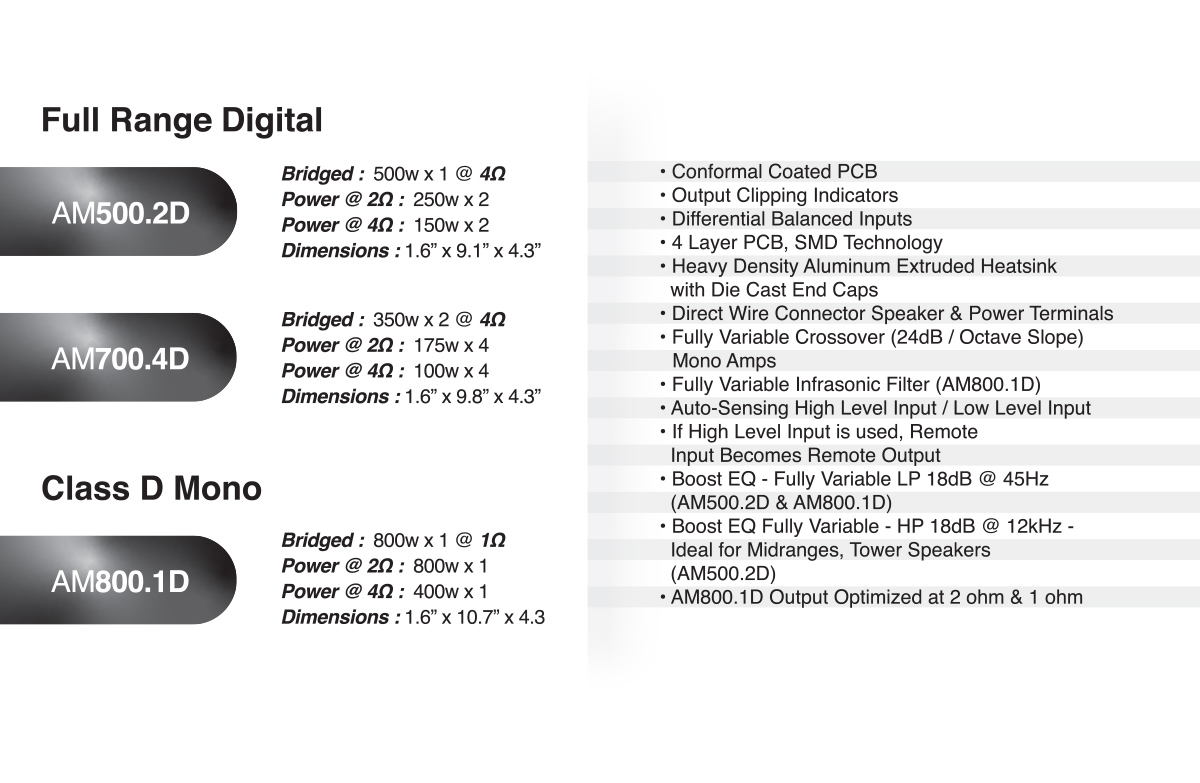 Full Range Digital
AM500.2D
Bridged : 500w x 1 @ 4Ω
Power @ 2Ω : 250w x 2
Power @ 4Ω : 150w x 2
Dimensions : 1.6” x 9.1” x 4.3”
AM700.4D
Bridged : 350w x 2 @ 4Ω
Power @ 2Ω : 175w x 4
Power @ 4Ω : 100w x 4
Dimensions : 1.6” x 9.8” x 4.3”
Class D Mono
AM800.1D
Bridged : 800w x 1 @ 1Ω
Power @ 2Ω : 800w x 1
Power @ 4Ω : 400w x 1
Dimensions : 1.6” x 10.7” x 4.3
• Conformal Coated PCB
• Output Clipping Indicators
• Differential Balanced Inputs
• 4 Layer PCB, SMD Technology
• Heavy Density Aluminum Extruded Heatsink
with Die Cast End Caps
• Direct Wire Connector Speaker & Power Terminals
• Fully Variable Crossover (24dB / Octave Slope)
Mono Amps
• Fully Variable Infrasonic Filter (AM800.1D)
• Auto-Sensing High Level Input / Low Level Input
• If High Level Input is used, Remote
Input Becomes Remote Output
• Boost EQ - Fully Variable LP 18dB @ 45Hz
(AM500.2D & AM800.1D)
• Boost EQ Fully Variable - HP 18dB @ 12kHz -
Ideal for Midranges, Tower Speakers
(AM500.2D)
• AM800.1D Output Optimized at 2 ohm & 1 ohm